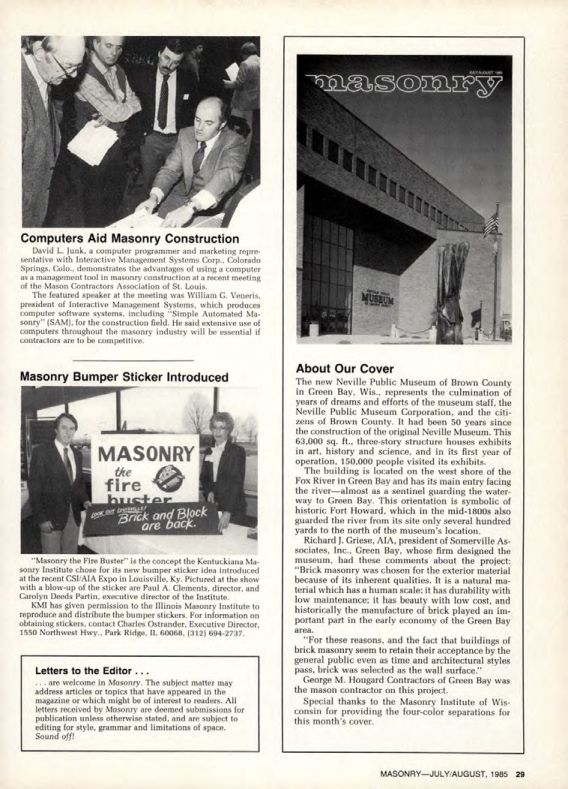 Computers Aid Masonry Construction
David L. Junk, a computer programmer and marketing repre-
sentative with Interactive Management Systems Corp., Colorado
Springs, Colo., demonstrates the advantages of using a computer
as a management tool in masonry construction at a recent meeting
of the Mason Contractors Association of St. Louis.
The featured speaker at the meeting was William G. Veneris,
president of Interactive Management Systems, which produces
computer software systems, including "Simple Automated Ma-
sonry" (SAM), for the construction field. He said extensive use of
computers throughout the masonry industry will be essential if
contractors are to be competitive.
Masonry Bumper Sticker Introduced
MASONRY
the
fire
buster
LOOK OUT LOUISVILLE!
Brick and Block
are back.
"Masonry the Fire Buster" is the concept the Kentuckiana Ma-
sonry Institute chose for its new bumper sticker idea introduced
at the recent CSI/AIA Expo in Louisville, Ky. Pictured at the show
with a blow-up of the sticker are Paul A. Clements, director, and
Carolyn Deeds Partin, executive director of the Institute.
KMI has given permission to the Illinois Masonry Institute to
reproduce and distribute the bumper stickers. For information on
obtaining stickers, contact Charles Ostrander, Executive Director,
1550 Northwest Hwy., Park Ridge, IL 60068, (312) 694-2737.
Letters to the Editor . . .
. . . are welcome in Masonry. The subject matter may
address articles or topics that have appeared in the
magazine or which might be of interest to readers. All
letters received by Masonry are deemed submissions for
publication unless otherwise stated, and are subject to
editing for style, grammar and limitations of space.
Sound off!
JULY/AUGUST 1985
masonry
MUSEUM
About Our Cover
The new Neville Public Museum of Brown County
in Green Bay, Wis., represents the culmination of
years of dreams and efforts of the museum staff, the
Neville Public Museum Corporation, and the citi-
zens of Brown County. It had been 50 years since
the construction of the original Neville Museum. This
63,000 sq. ft., three-story structure houses exhibits
in art, history and science, and in its first year of
operation, 150,000 people visited its exhibits.
The building is located on the west shore of the
Fox River in Green Bay and has its main entry facing
the river—almost as a sentinel guarding the water-
way to Green Bay. This orientation is symbolic of
historic Fort Howard, which in the mid-1800s also
guarded the river from its site only several hundred
yards to the north of the museum's location.
Richard J. Griese, AIA, president of Somerville As-
sociates, Inc., Green Bay, whose firm designed the
museum, had these comments about the project:
"Brick masonry was chosen for the exterior material
because of its inherent qualities. It is a natural ma-
terial which has a human scale; it has durability with
low maintenance; it has beauty with low cost, and
historically the manufacture of brick played an im-
portant part in the early economy of the Green Bay
area.
"For these reasons, and the fact that buildings of
brick masonry seem to retain their acceptance by the
general public even as time and architectural styles
pass, brick was selected as the wall surface."
George M. Hougard Contractors of Green Bay was
the mason contractor on this project.
Special thanks to the Masonry Institute of Wis-
consin for providing the four-color separations for
this month's cover.
MASONRY—JULY/AUGUST, 1985 29